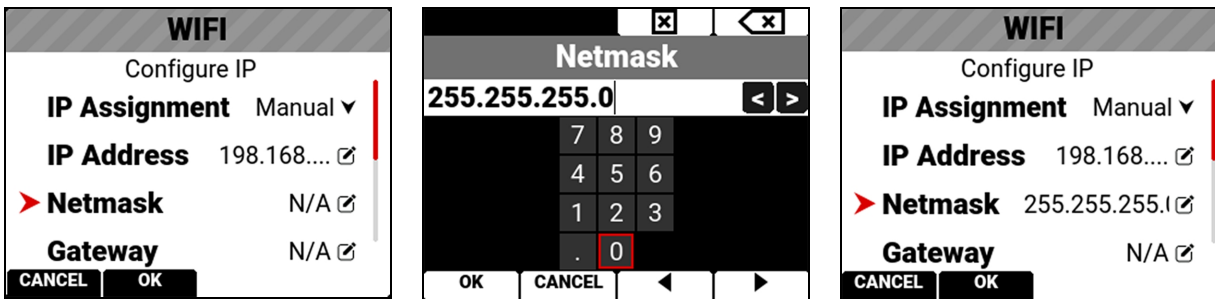 WIFI
Configure IP
IP Assignment Manual
IP Address 198.168....
Netmask N/A
Gateway N/A
CANCEL OK
Netmask
255.255.255.0
< >
7 8 9
4 5 6
1 2 3
. 0
OK CANCEL
WIFI
Configure IP
IP Assignment Manual
IP Address 198.168....
Netmask 255.255.255.
Gateway N/A
CANCEL OK